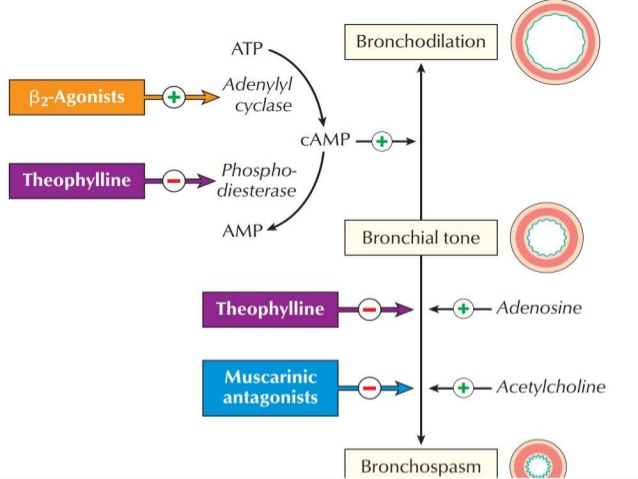 ATP
Bronchodilation
β₂-Agonists
+
Adenylyl
cyclase
cAMP
+
Theophylline
−
Phospho-
diesterase
AMP
Bronchial tone
Theophylline
−
+
Adenosine
Muscarinic
antagonists
−
+
Acetylcholine
Bronchospasm